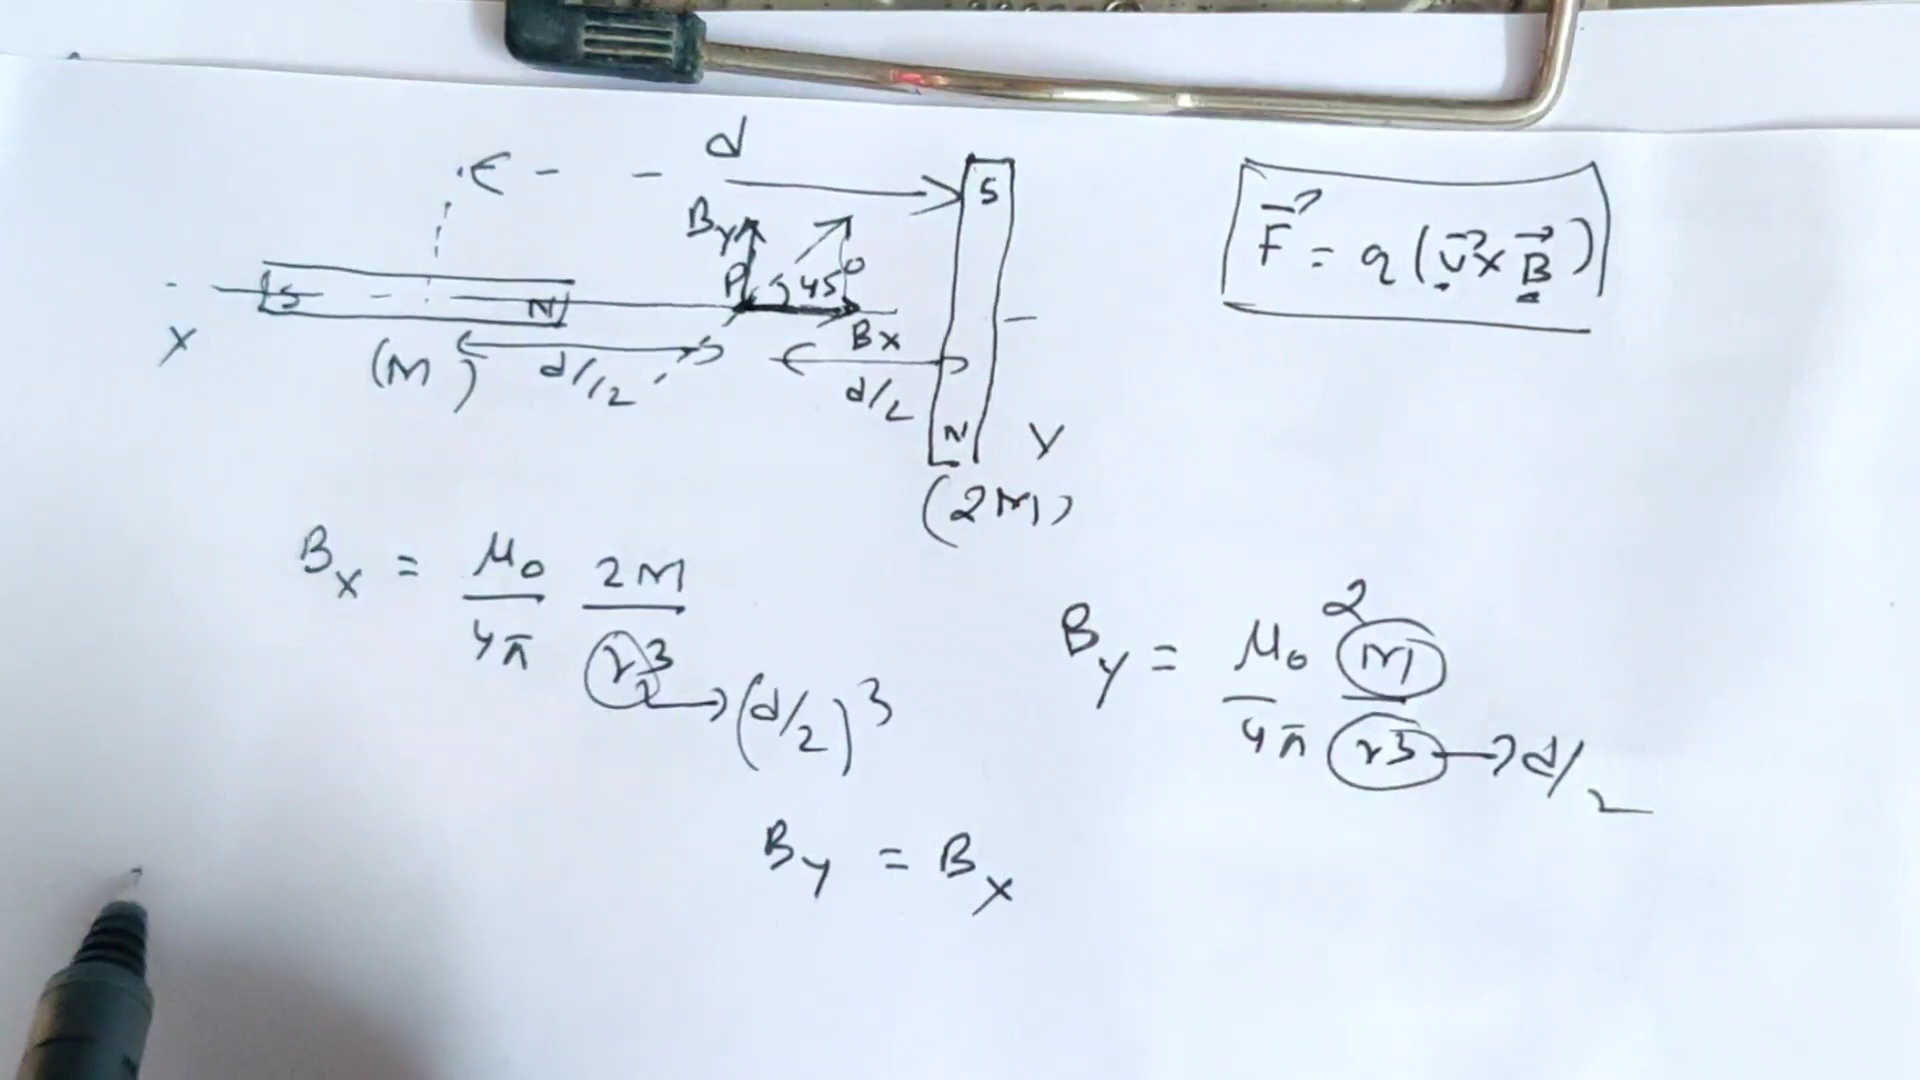 d
S
By
P 45°
S N
Bx
X
(M) d/2
d/2
N Y
(2M)
F⃗ = q (v⃗ × B⃗)
Bx = μ₀/4π 2M/r³ → (d/2)³
By = μ₀/4π 2M/r³ → d/2
By = Bx